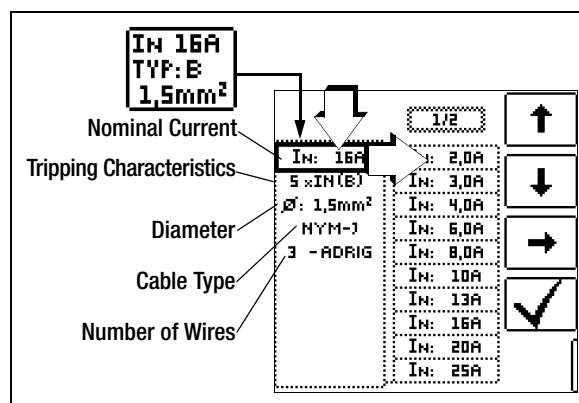 IN 16A
TYP: B
1,5mm²
Nominal Current
Tripping Characteristics
Diameter
Cable Type
Number of Wires
IN: 16A
5 xIN(B)
Ø: 1,5mm²
NYM-J
3 -ADRIG
1/2
: 2,0A
IN: 3,0A
IN: 4,0A
IN: 6,0A
IN: 8,0A
IN: 10A
IN: 13A
IN: 16A
IN: 20A
IN: 25A